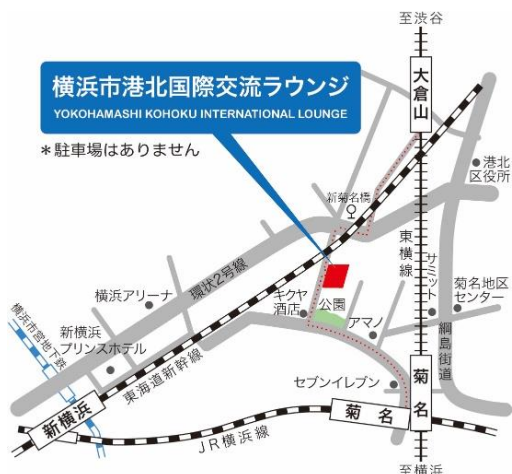 至渋谷
大倉山
横浜市港北国際交流ラウンジ
YOKOHAMASHI KOHOKU INTERNATIONAL LOUNGE
*駐車場はありません
港北
区役所
新菊名橋
東横線
環状2号線
横浜アリーナ
サミット
菊名地区
センター
キクヤ
酒店
公園
アマノ
綱島街道
横浜市営地下鉄
新横浜
プリンスホテル
東海道新幹線
セブンイレブン
新横浜
菊名
菊名
JR横浜線
至横浜